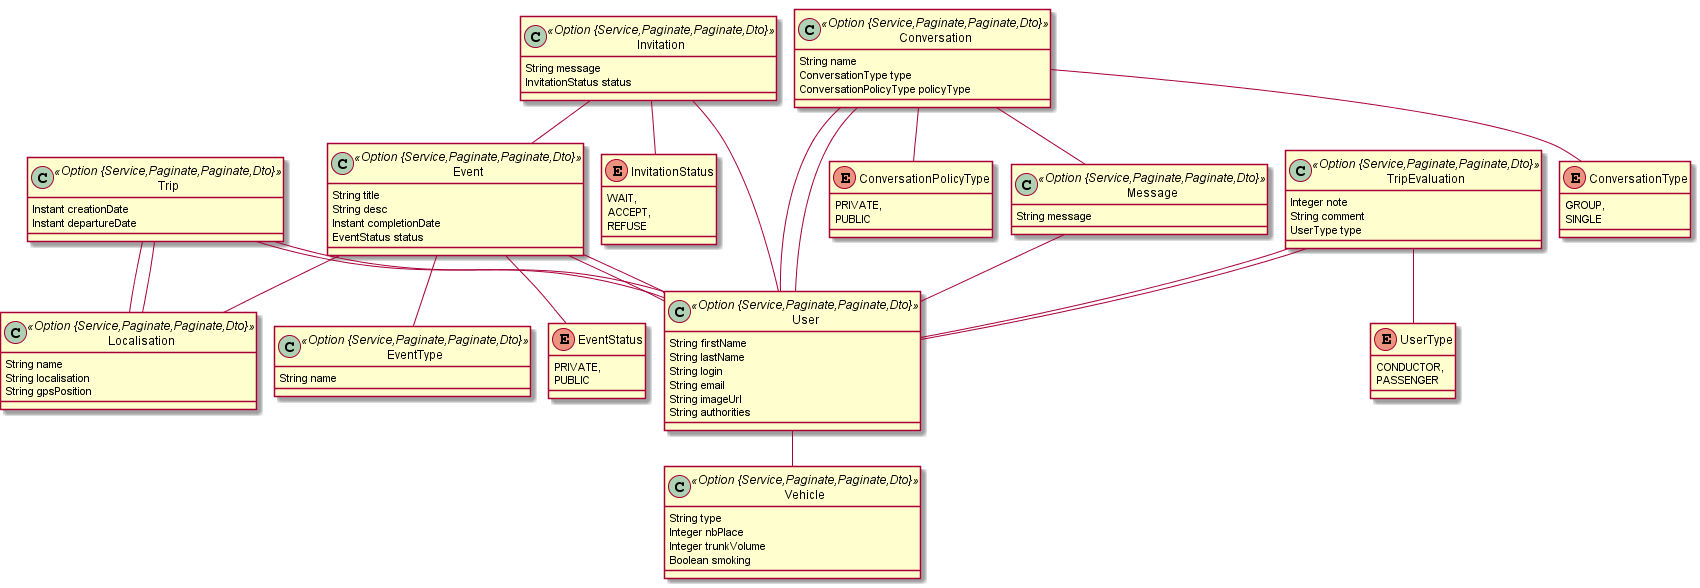 «Option {Service,Paginate,Paginate,Dto}»
Invitation
String message
InvitationStatus status
«Option {Service,Paginate,Paginate,Dto}»
Conversation
String name
ConversationType type
ConversationPolicyType policyType
«Option {Service,Paginate,Paginate,Dto}»
Trip
Instant creationDate
Instant departureDate
«Option {Service,Paginate,Paginate,Dto}»
Event
String title
String desc
Instant completionDate
EventStatus status
E InvitationStatus
WAIT,
ACCEPT,
REFUSE
E ConversationPolicyType
PRIVATE,
PUBLIC
C «Option {Service,Paginate,Paginate,Dto}»
Message
String message
C «Option {Service,Paginate,Paginate,Dto}»
TripEvaluation
Integer note
String comment
UserType type
E ConversationType
GROUP,
SINGLE
C «Option {Service,Paginate,Paginate,Dto}»
Localisation
String name
String localisation
String gpsPosition
C «Option {Service,Paginate,Paginate,Dto}»
EventType
String name
E EventStatus
PRIVATE,
PUBLIC
C «Option {Service,Paginate,Paginate,Dto}»
User
String firstName
String lastName
String login
String email
String imageUrl
String authorities
E UserType
CONDUCTOR,
PASSENGER
C «Option {Service,Paginate,Paginate,Dto}»
Vehicle
String type
Integer nbPlace
Integer trunkVolume
Boolean smoking